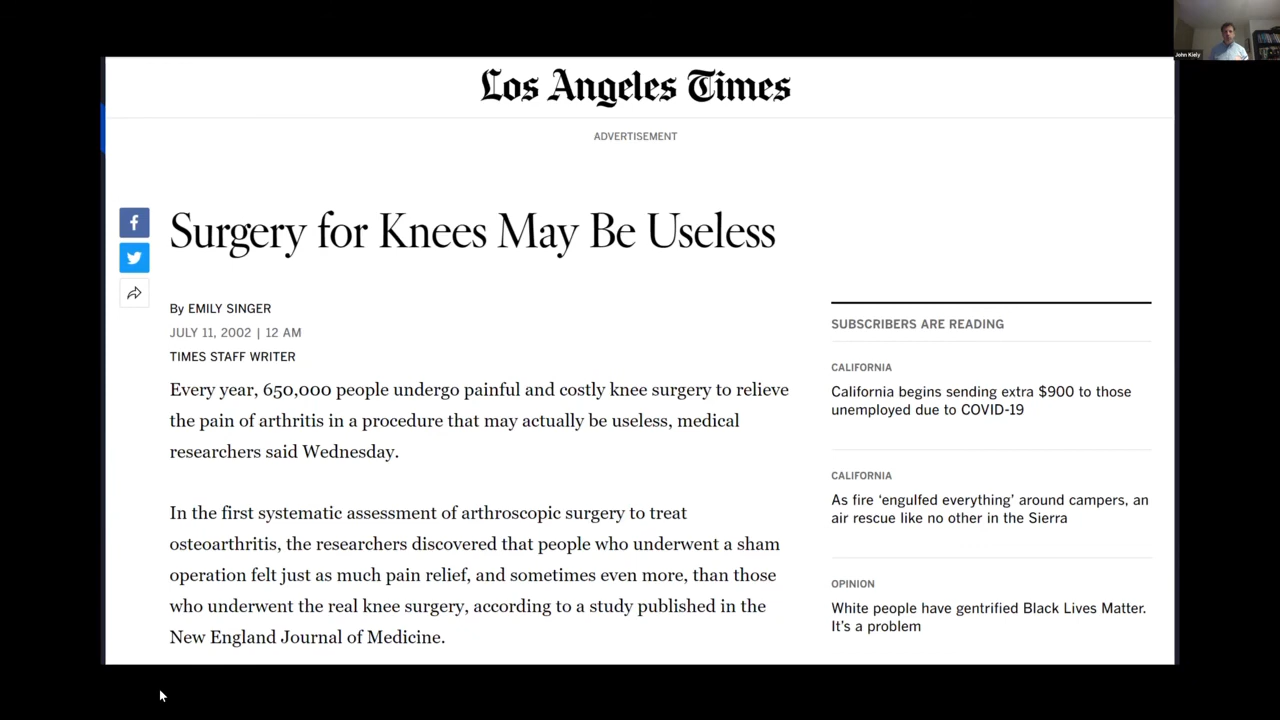 John Kiely
Los Angeles Times
ADVERTISEMENT
Surgery for Knees May Be Useless
By EMILY SINGER
JULY 11, 2002 | 12 AM
TIMES STAFF WRITER
Every year, 650,000 people undergo painful and costly knee surgery to relieve
the pain of arthritis in a procedure that may actually be useless, medical
researchers said Wednesday.
In the first systematic assessment of arthroscopic surgery to treat
osteoarthritis, the researchers discovered that people who underwent a sham
operation felt just as much pain relief, and sometimes even more, than those
who underwent the real knee surgery, according to a study published in the
New England Journal of Medicine.
SUBSCRIBERS ARE READING
CALIFORNIA
California begins sending extra $900 to those
unemployed due to COVID-19
CALIFORNIA
As fire ‘engulfed everything’ around campers, an
air rescue like no other in the Sierra
OPINION
White people have gentrified Black Lives Matter.
It’s a problem